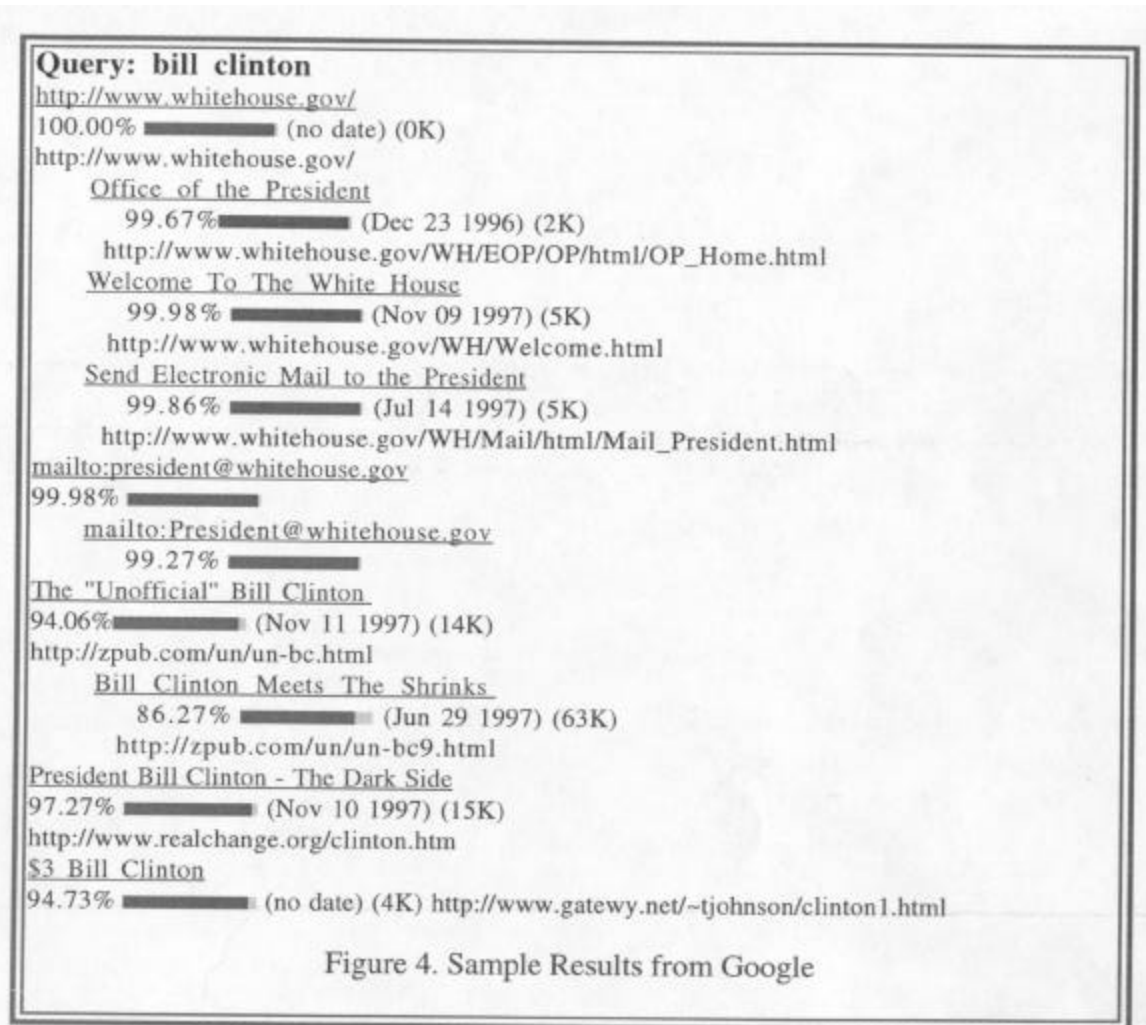 Query: bill clinton
http://www.whitehouse.gov/
100.00% (no date) (0K)
http://www.whitehouse.gov/
Office of the President
99.67% (Dec 23 1996) (2K)
http://www.whitehouse.gov/WH/EOP/OP/html/OP_Home.html
Welcome To The White House
99.98% (Nov 09 1997) (5K)
http://www.whitehouse.gov/WH/Welcome.html
Send Electronic Mail to the President
99.86% (Jul 14 1997) (5K)
http://www.whitehouse.gov/WH/Mail/html/Mail_President.html
mailto:president@whitehouse.gov
99.98%
mailto:President@whitehouse.gov
99.27%
The "Unofficial" Bill Clinton
94.06% (Nov 11 1997) (14K)
http://zpub.com/un/un-bc.html
Bill Clinton Meets The Shrinks
86.27% (Jun 29 1997) (63K)
http://zpub.com/un/un-bc9.html
President Bill Clinton - The Dark Side
97.27% (Nov 10 1997) (15K)
http://www.realchange.org/clinton.htm
$3 Bill Clinton
94.73% (no date) (4K) http://www.gatewy.net/~tjohnson/clinton1.html
Figure 4. Sample Results from Google